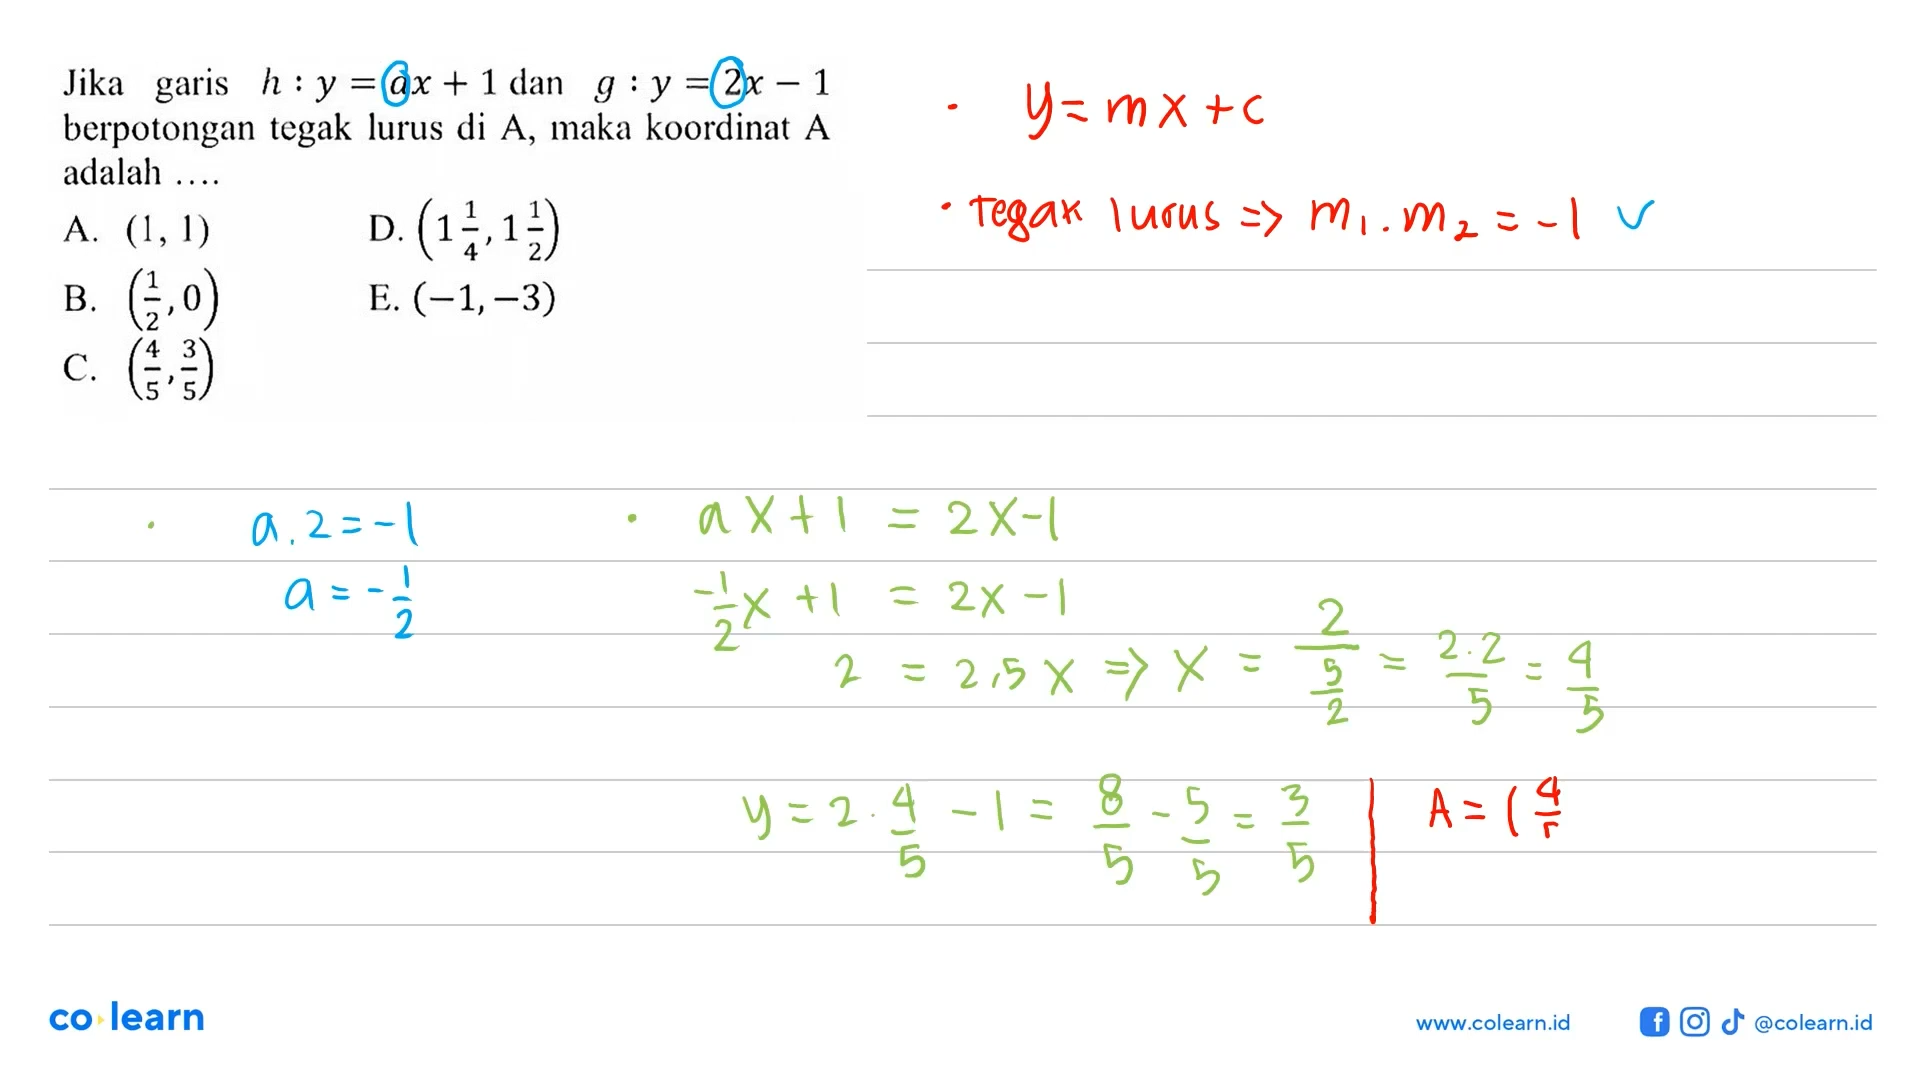 Jika garis h : y = ax + 1 dan g : y = 2x − 1
berpotongan tegak lurus di A, maka koordinat A
adalah ....
A. (1, 1)
B. (1/2, 0)
C. (4/5, 3/5)
D. (1 1/4, 1 1/2)
E. (−1, −3)
• y = mx + c
• Tegak lurus => m₁ . m₂ = -1 ✓
• a . 2 = -1
a = -1/2
• ax + 1 = 2x - 1
-1/2 x + 1 = 2x - 1
2 = 2,5 x => x = 2/(5/2) = 2.2/5 = 4/5
y = 2 . 4/5 - 1 = 8/5 - 5/5 = 3/5
A = (4/
co learn
www.colearn.id
@colearn.id